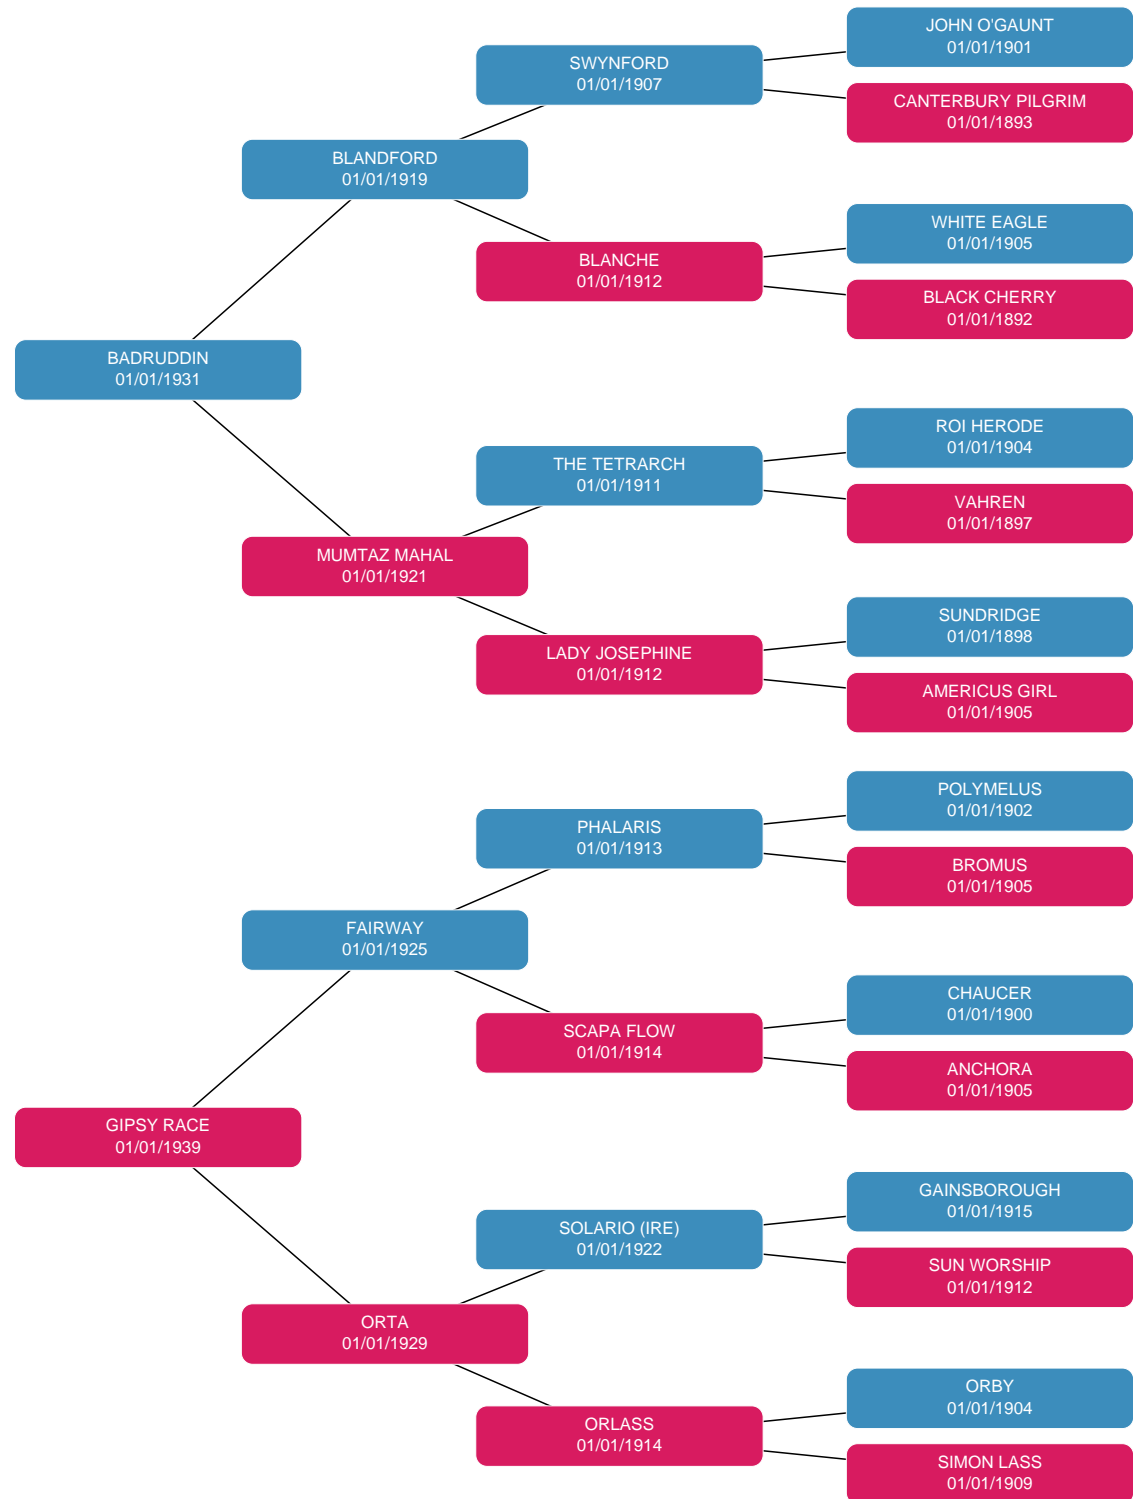 JOHN O'GAUNT
01/01/1901
SWYNFORD
01/01/1907
CANTERBURY PILGRIM
01/01/1893
BLANDFORD
01/01/1919
WHITE EAGLE
01/01/1905
BLANCHE
01/01/1912
BLACK CHERRY
01/01/1892
BADRUDDIN
01/01/1931
ROI HERODE
01/01/1904
THE TETRARCH
01/01/1911
VAHREN
01/01/1897
MUMTAZ MAHAL
01/01/1921
SUNDRIDGE
01/01/1898
LADY JOSEPHINE
01/01/1912
AMERICUS GIRL
01/01/1905
POLYMELUS
01/01/1902
PHALARIS
01/01/1913
BROMUS
01/01/1905
FAIRWAY
01/01/1925
CHAUCER
01/01/1900
SCAPA FLOW
01/01/1914
ANCHORA
01/01/1905
GIPSY RACE
01/01/1939
GAINSBOROUGH
01/01/1915
SOLARIO (IRE)
01/01/1922
SUN WORSHIP
01/01/1912
ORTA
01/01/1929
ORBY
01/01/1904
ORLASS
01/01/1914
SIMON LASS
01/01/1909